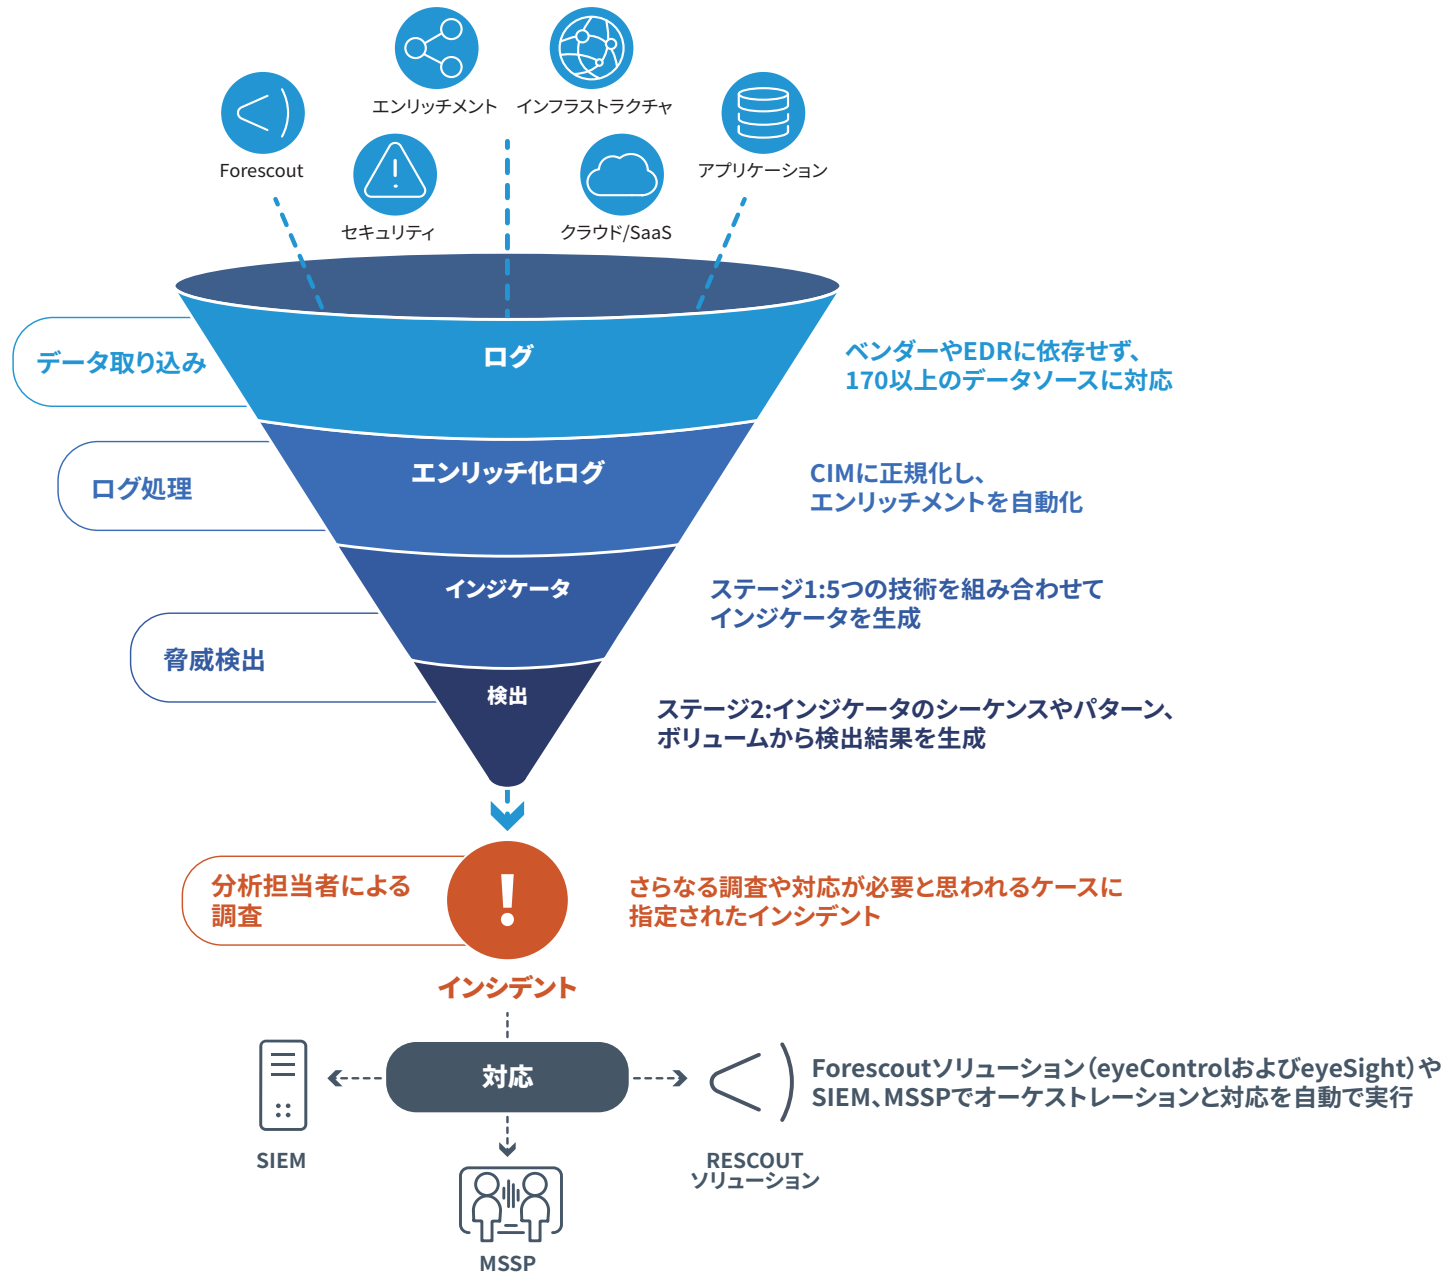 エンリッチメント
インフラストラクチャ
Forescout
アプリケーション
セキュリティ
クラウド/SaaS
データ取り込み
ログ
ベンダーやEDRに依存せず、
170以上のデータソースに対応
ログ処理
エンリッチ化ログ
CIMに正規化し、
エンリッチメントを自動化
インジケータ
ステージ1:5つの技術を組み合わせて
インジケータを生成
脅威検出
検出
ステージ2:インジケータのシーケンスやパターン、
ボリュームから検出結果を生成
分析担当者による
調査
!
さらなる調査や対応が必要と思われるケースに
指定されたインシデント
インシデント
対応
Forescoutソリューション（eyeControlおよびeyeSight）や
SIEM、MSSPでオーケストレーションと対応を自動で実行
SIEM
RESCOUT
ソリューション
MSSP